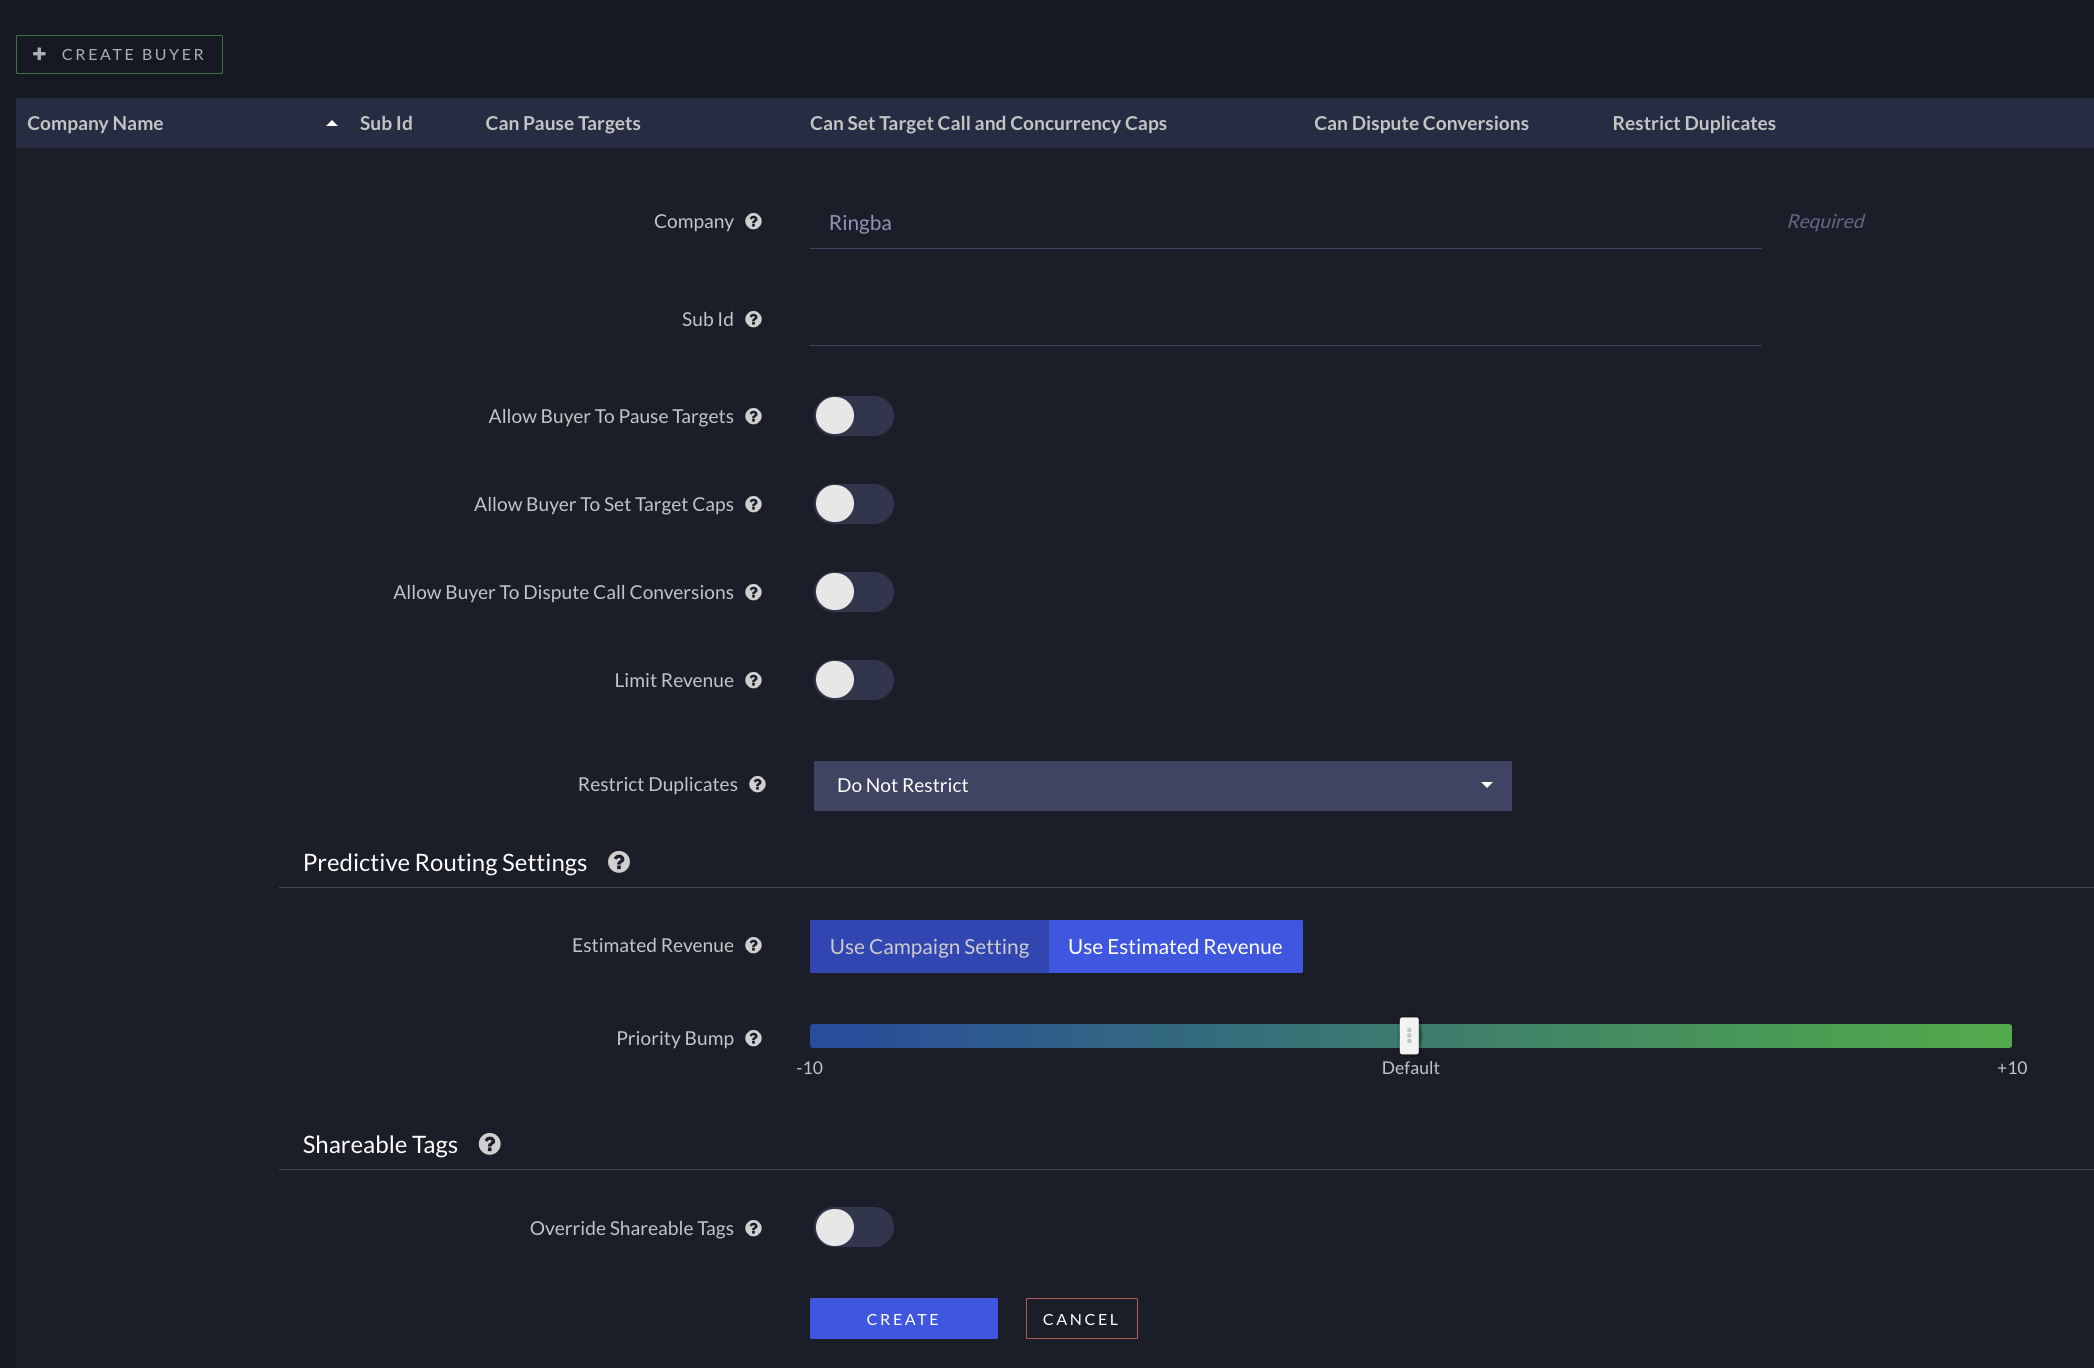 CREATE BUYER
Company Name Sub Id Can Pause Targets Can Set Target Call and Concurrency Caps Can Dispute Conversions Restrict Duplicates
Company Ringba Required
Sub Id
Allow Buyer To Pause Targets
Allow Buyer To Set Target Caps
Allow Buyer To Dispute Call Conversions
Limit Revenue
Restrict Duplicates Do Not Restrict
Predictive Routing Settings
Estimated Revenue Use Campaign Setting Use Estimated Revenue
Priority Bump
-10 Default +10
Shareable Tags
Override Shareable Tags
CREATE CANCEL